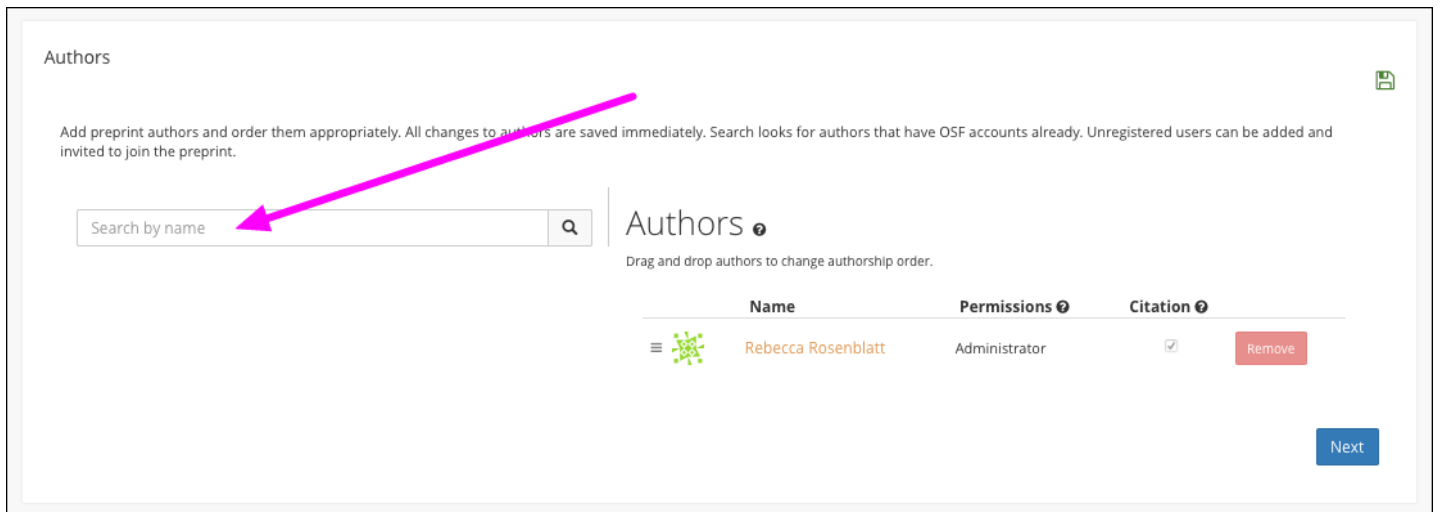 Authors
Add preprint authors and order them appropriately. All changes to authors are saved immediately. Search looks for authors that have OSF accounts already. Unregistered users can be added and
invited to join the preprint.
Search by name
Authors
Drag and drop authors to change authorship order.
Name Permissions Citation
Rebecca Rosenblatt Administrator Remove
Next